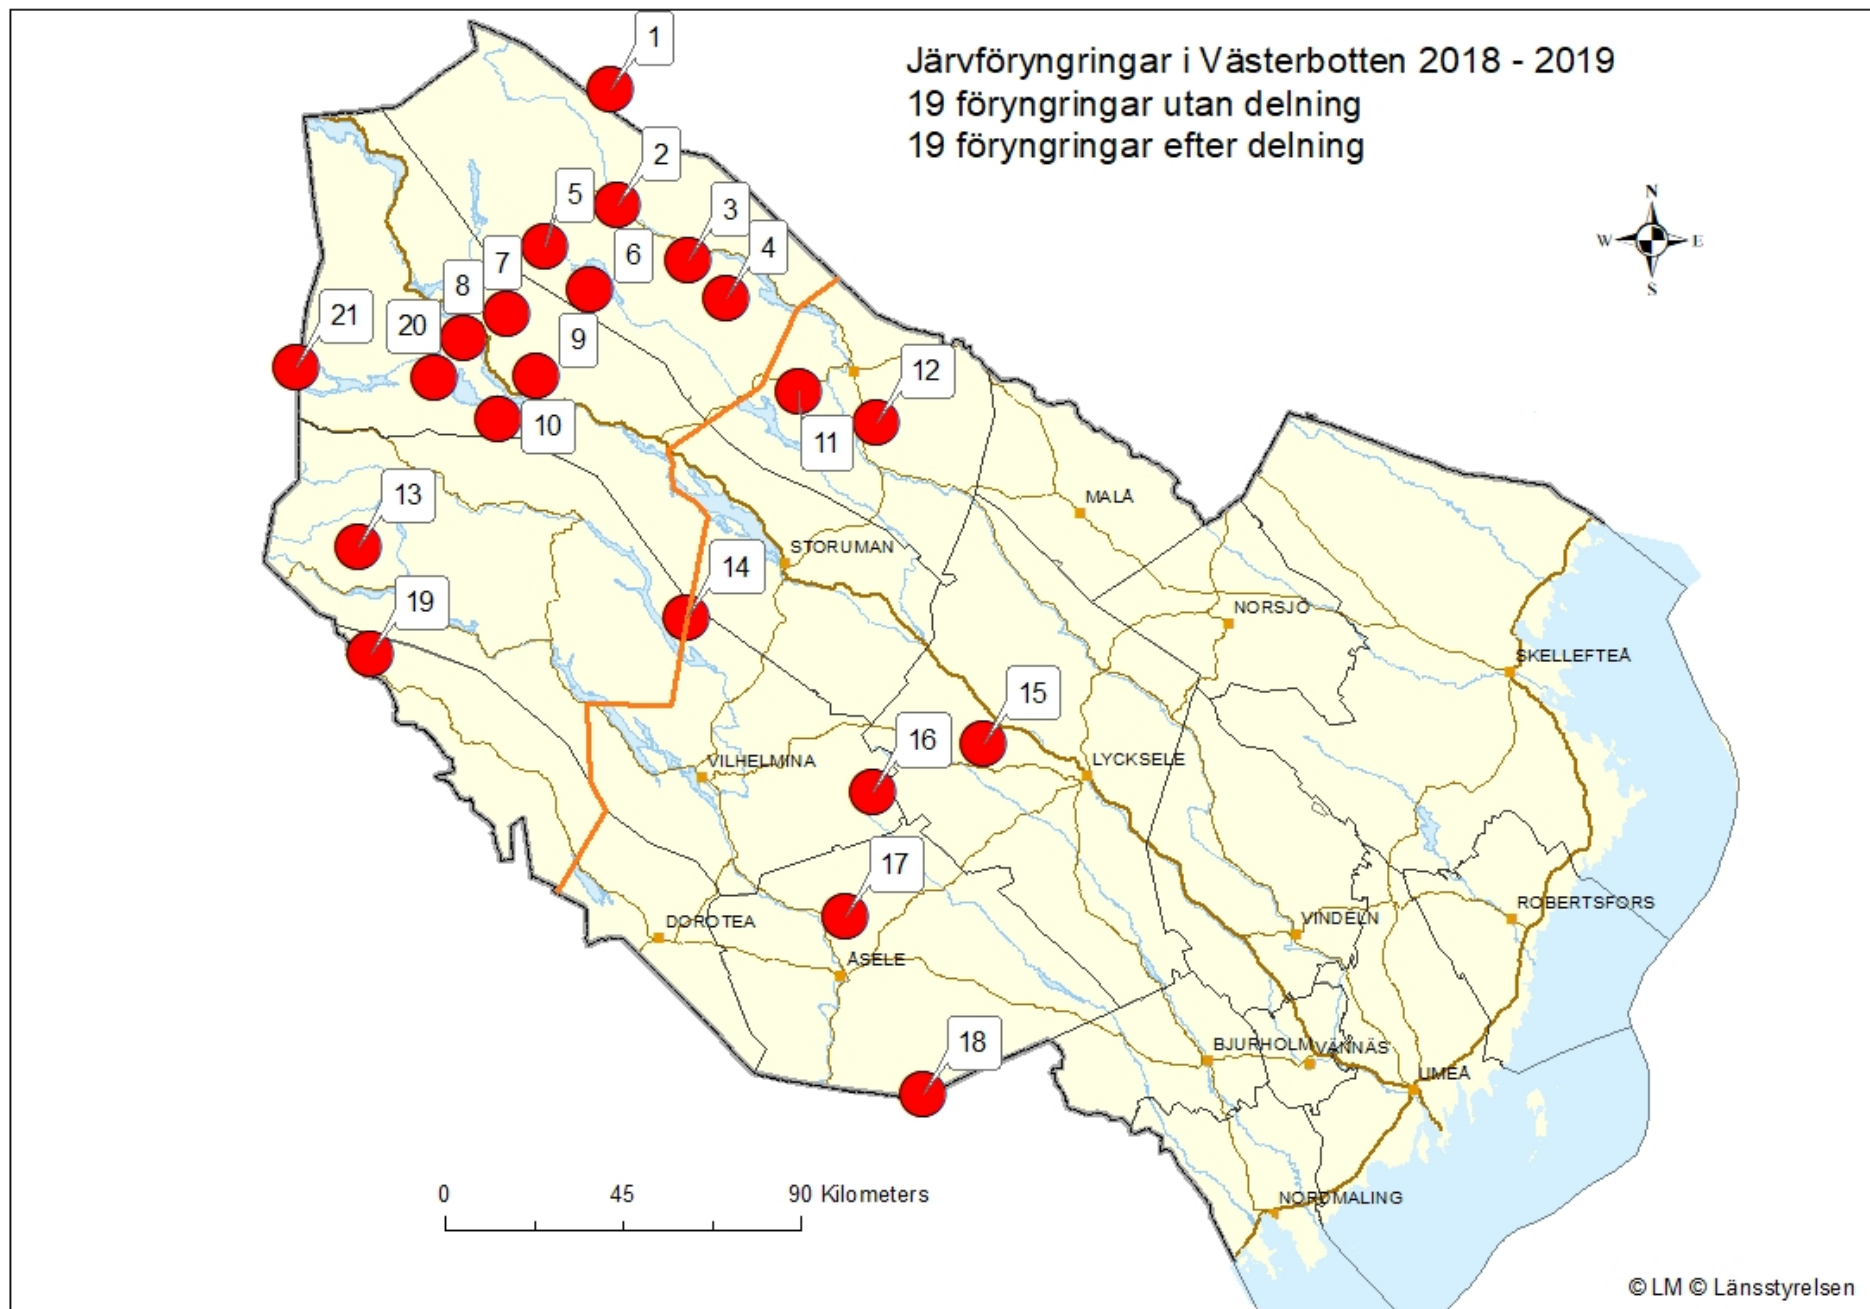 Järvföryngringar i Västerbotten 2018 - 2019
19 föryngringar utan delning
19 föryngringar efter delning
N
W E
S
1
2
3
4
5
6
7
8
9
10
11
12
13
14
15
16
17
18
19
20
21
MALÅ
STORUMAN
NORSJÖ
SKELLEFTEÅ
LYCKSELE
VILHELMINA
ROBERTSFORS
VINDELN
DOROTEA
ÅSELE
BJURHOLM
VÄNNÄS
UMEÅ
NORDMALING
0 45 90 Kilometers
© LM © Länsstyrelsen